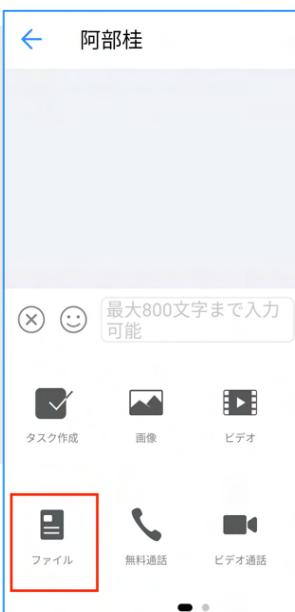 阿部桂
最大800文字まで入力
可能
タスク作成
画像
ビデオ
ファイル
無料通話
ビデオ通話